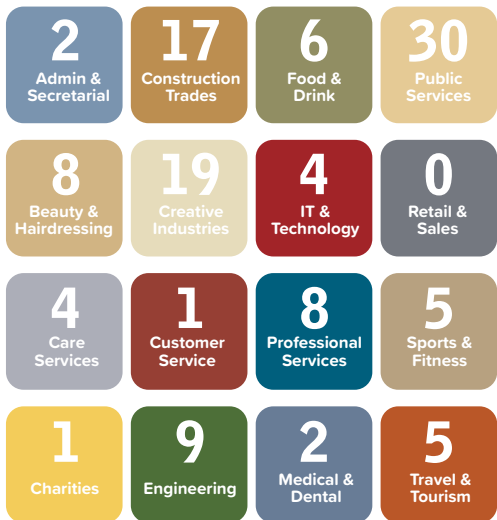 2
Admin &
Secretarial
17
Construction
Trades
6
Food &
Drink
30
Public
Services
8
Beauty &
Hairdressing
19
Creative
Industries
4
IT &
Technology
0
Retail &
Sales
4
Care
Services
1
Customer
Service
8
Professional
Services
5
Sports &
Fitness
1
Charities
9
Engineering
2
Medical &
Dental
5
Travel &
Tourism